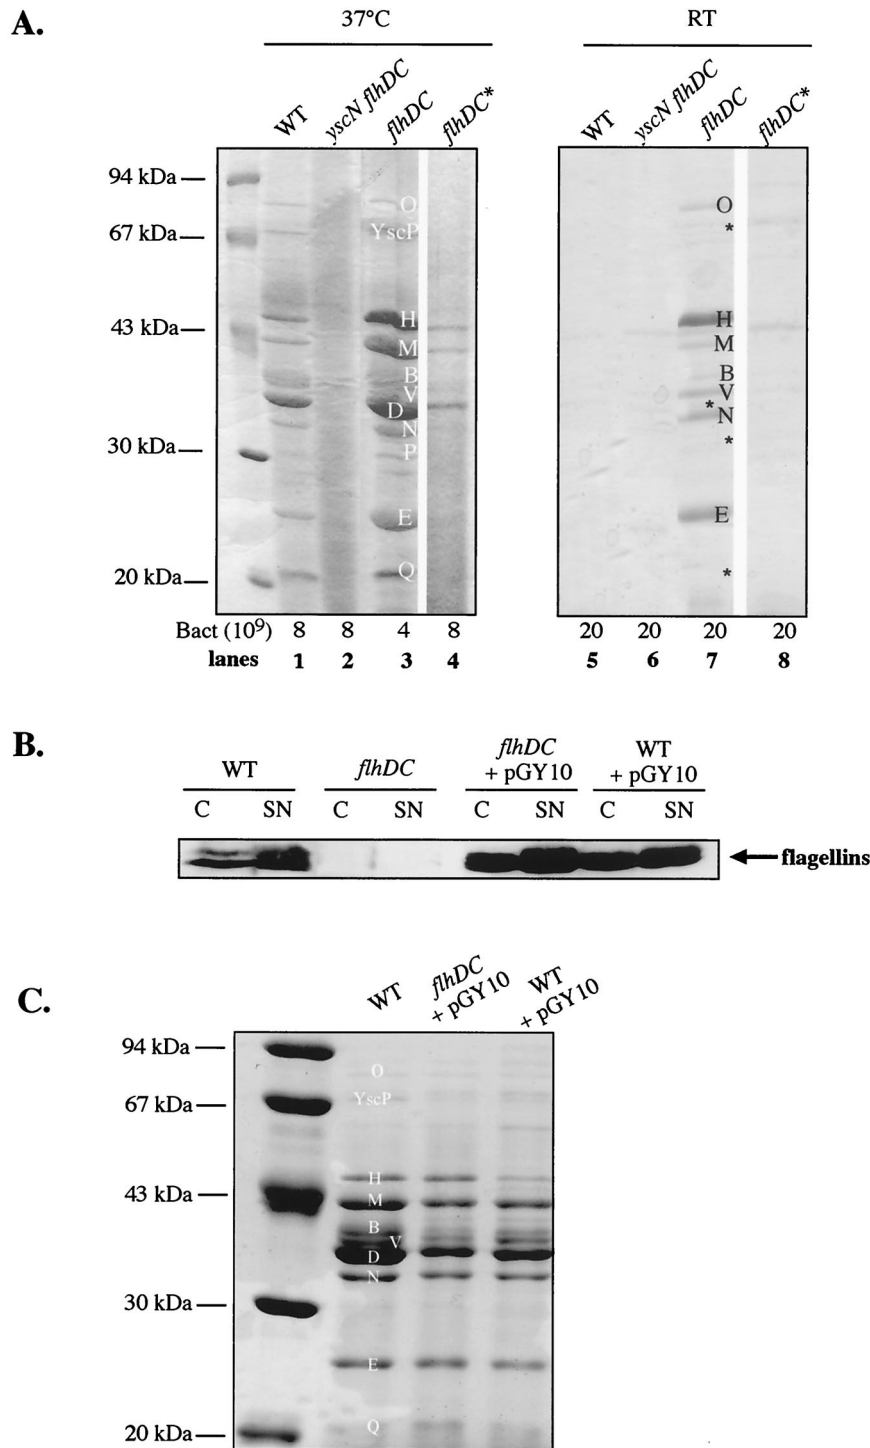 A.
37°C RT
WT yscN flhDC flhDC flhDC* WT yscN flhDC flhDC flhDC*
94 kDa
O O
67 kDa YscP *
H H
43 kDa
M M
B B
V V
D *
N N
*
30 kDa P
E E
Q *
20 kDa
Bact (10⁹) 8 8 4 8 20 20 20 20
lanes 1 2 3 4 5 6 7 8
B.
WT flhDC flhDC + pGY10 WT + pGY10
C SN C SN C SN C SN
flagellins
C.
WT flhDC + pGY10 WT + pGY10
94 kDa
O
67 kDa YscP
H
43 kDa M
B
V
D
N
30 kDa
E
Q
20 kDa